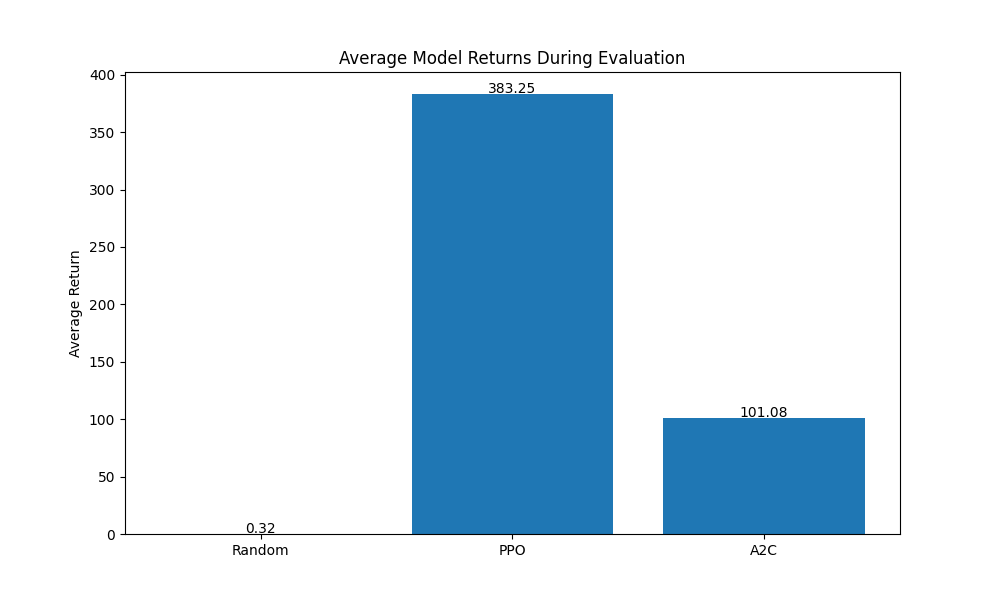 Average Model Returns During Evaluation
400
350
300
250
200
150
100
50
0
Average Return
383.25
101.08
0.32
Random
PPO
A2C